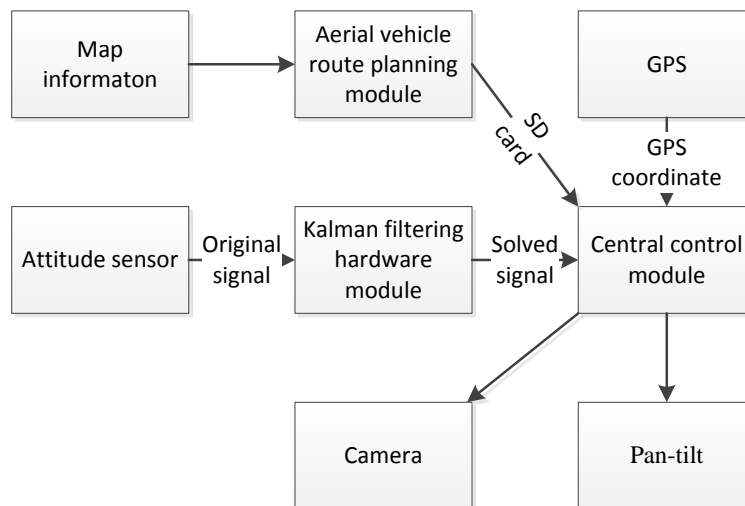 Map
informaton
Aerial vehicle
route planning
module
GPS
SD
card
GPS
coordinate
Attitude sensor
Original
signal
Kalman filtering
hardware
module
Solved
signal
Central control
module
Camera
Pan-tilt